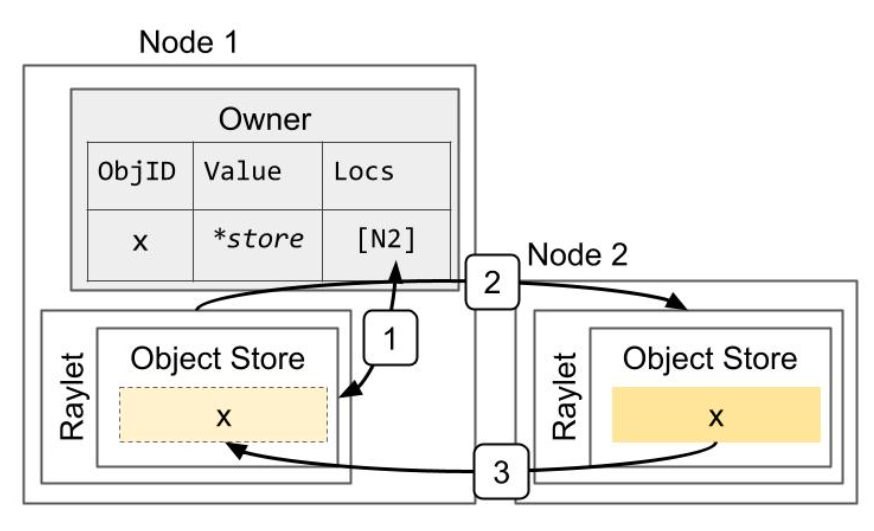 Node 1
Owner
ObjID Value Locs
x *store [N2]
Node 2
2
1
Raylet
Object Store
x
Raylet
Object Store
x
3